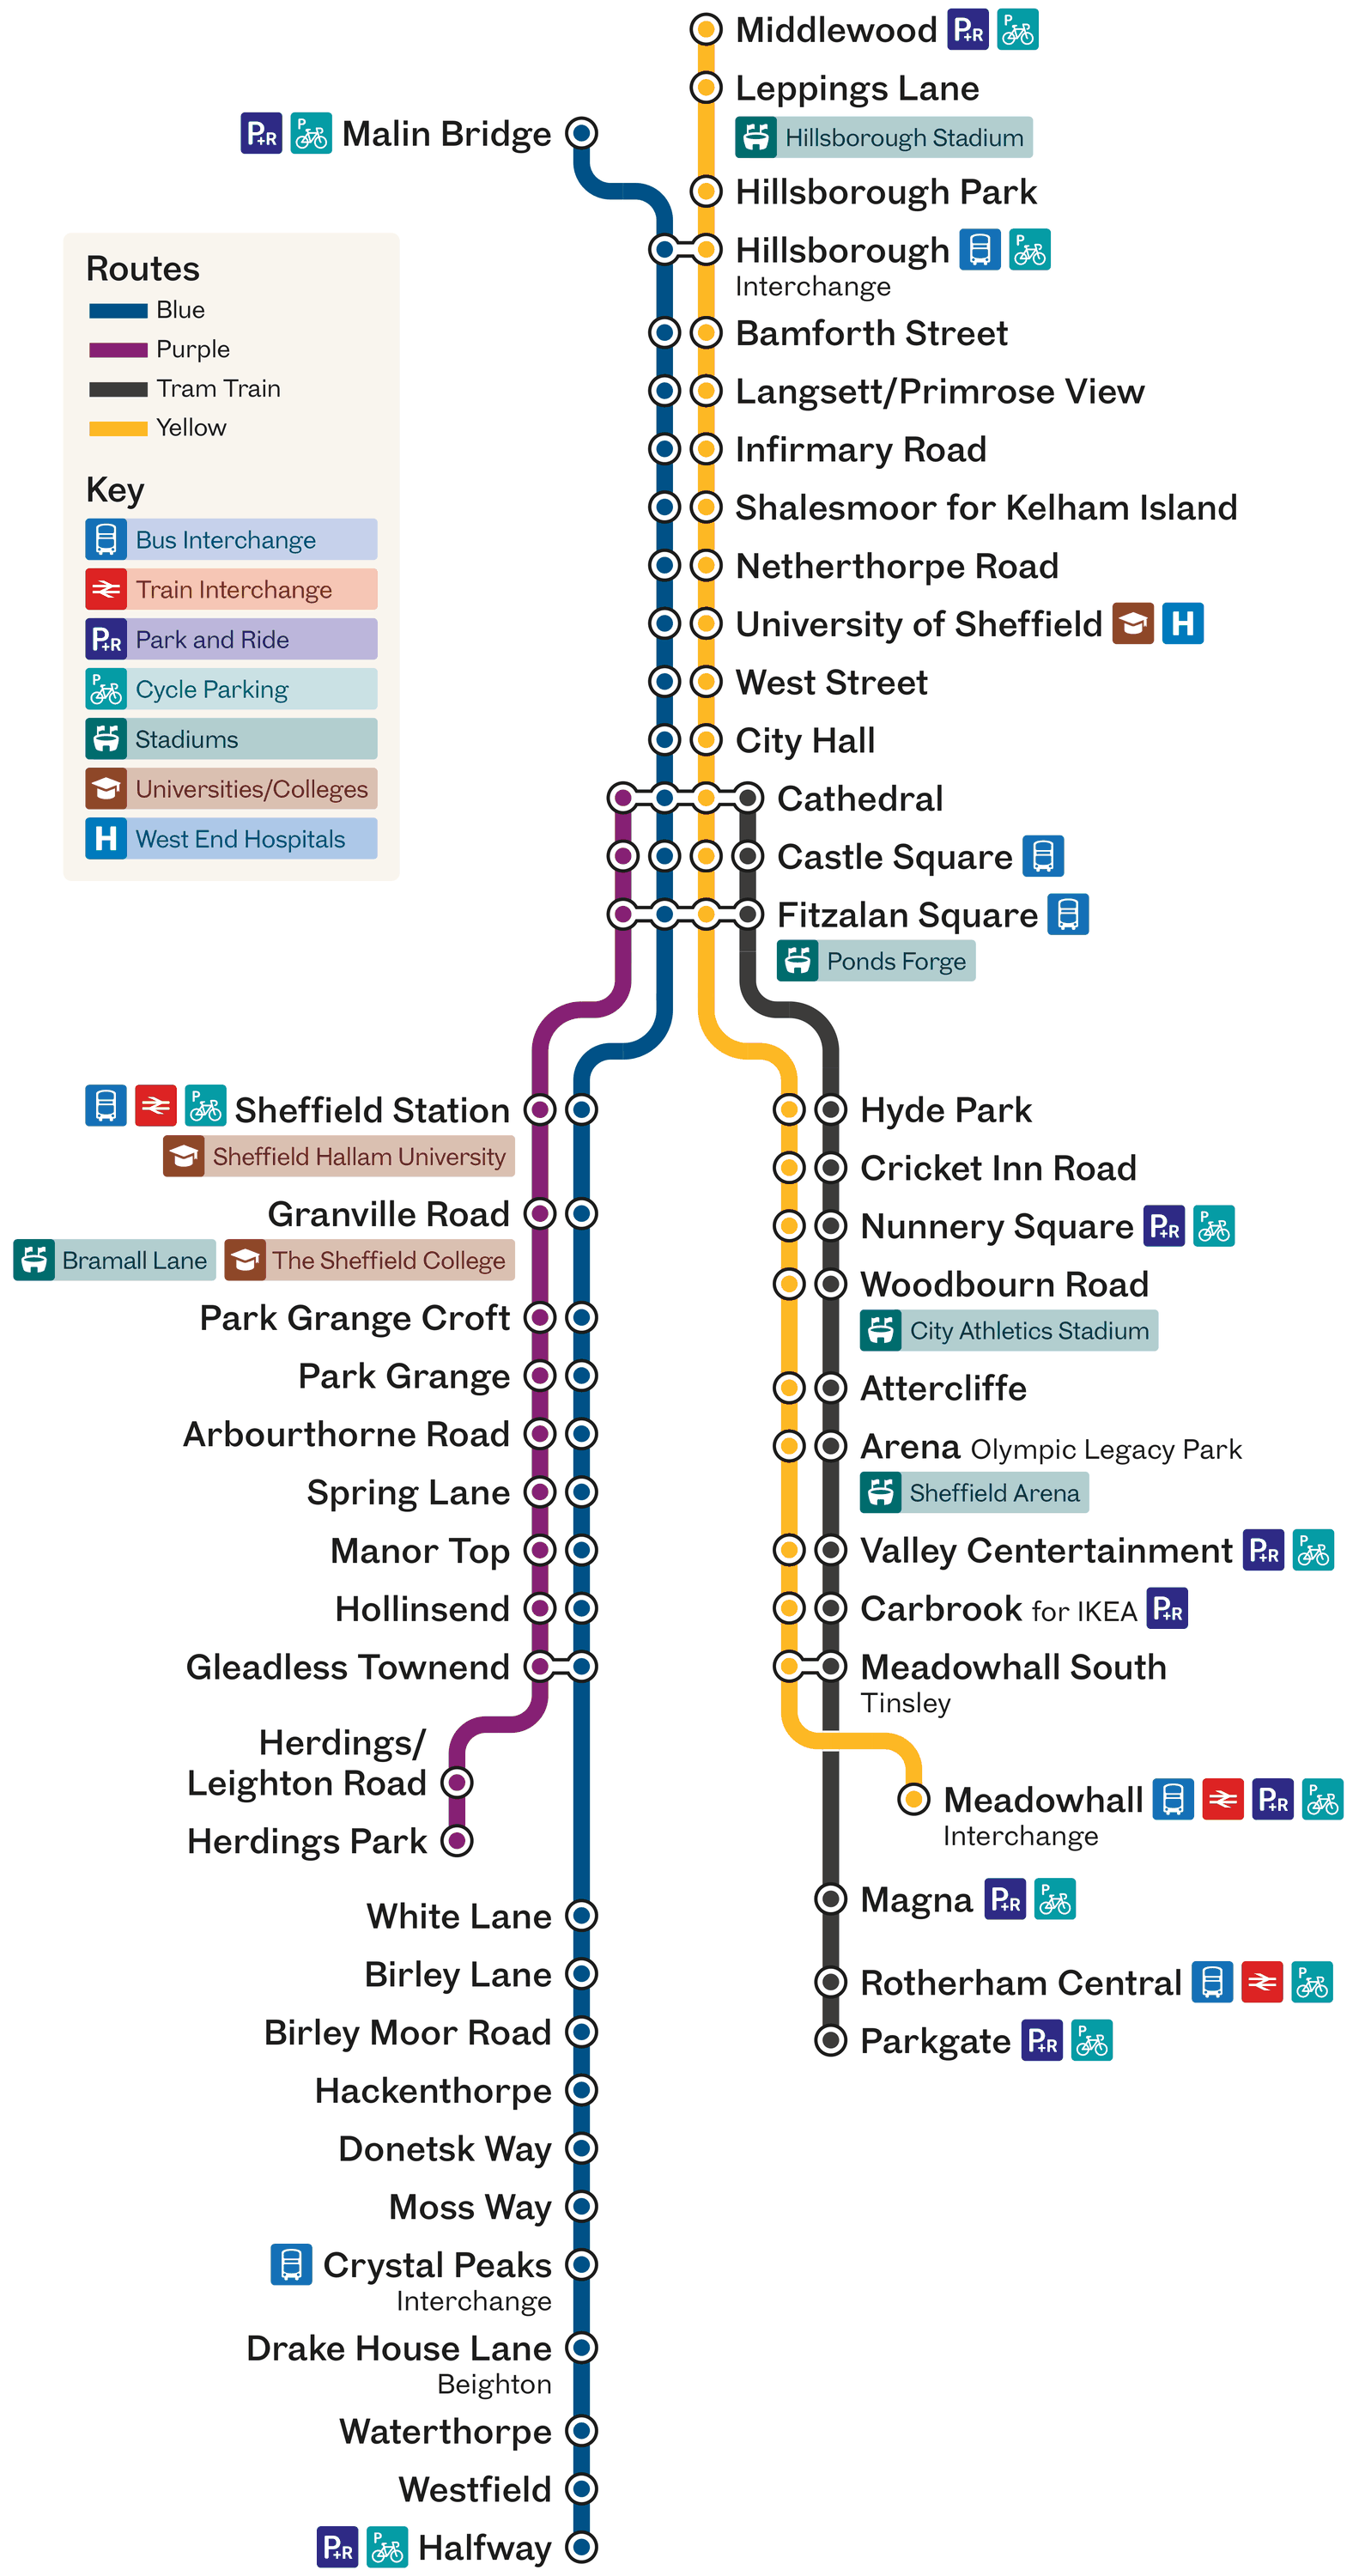 Middlewood P+R P
Leppings Lane
Hillsborough Stadium
P+R P Malin Bridge
Hillsborough Park
Hillsborough P
Interchange
Bamforth Street
Langsett/Primrose View
Infirmary Road
Shalesmoor for Kelham Island
Netherthorpe Road
University of Sheffield H
West Street
City Hall
Cathedral
Castle Square
Fitzalan Square
Ponds Forge
Routes
Blue
Purple
Tram Train
Yellow
Key
Bus Interchange
Train Interchange
P+R Park and Ride
P Cycle Parking
Stadiums
Universities/Colleges
H West End Hospitals
P Sheffield Station
Sheffield Hallam University
Granville Road
Bramall Lane The Sheffield College
Park Grange Croft
Park Grange
Arbourthorne Road
Spring Lane
Manor Top
Hollinsend
Gleadless Townend
Herdings/
Leighton Road
Herdings Park
White Lane
Birley Lane
Birley Moor Road
Hackenthorpe
Donetsk Way
Moss Way
Crystal Peaks
Interchange
Drake House Lane
Beighton
Waterthorpe
Westfield
P+R P Halfway
Hyde Park
Cricket Inn Road
Nunnery Square P+R P
Woodbourn Road
City Athletics Stadium
Attercliffe
Arena Olympic Legacy Park
Sheffield Arena
Valley Centertainment P+R P
Carbrook for IKEA P+R
Meadowhall South
Tinsley
Meadowhall P+R P
Interchange
Magna P+R P
Rotherham Central P
Parkgate P+R P